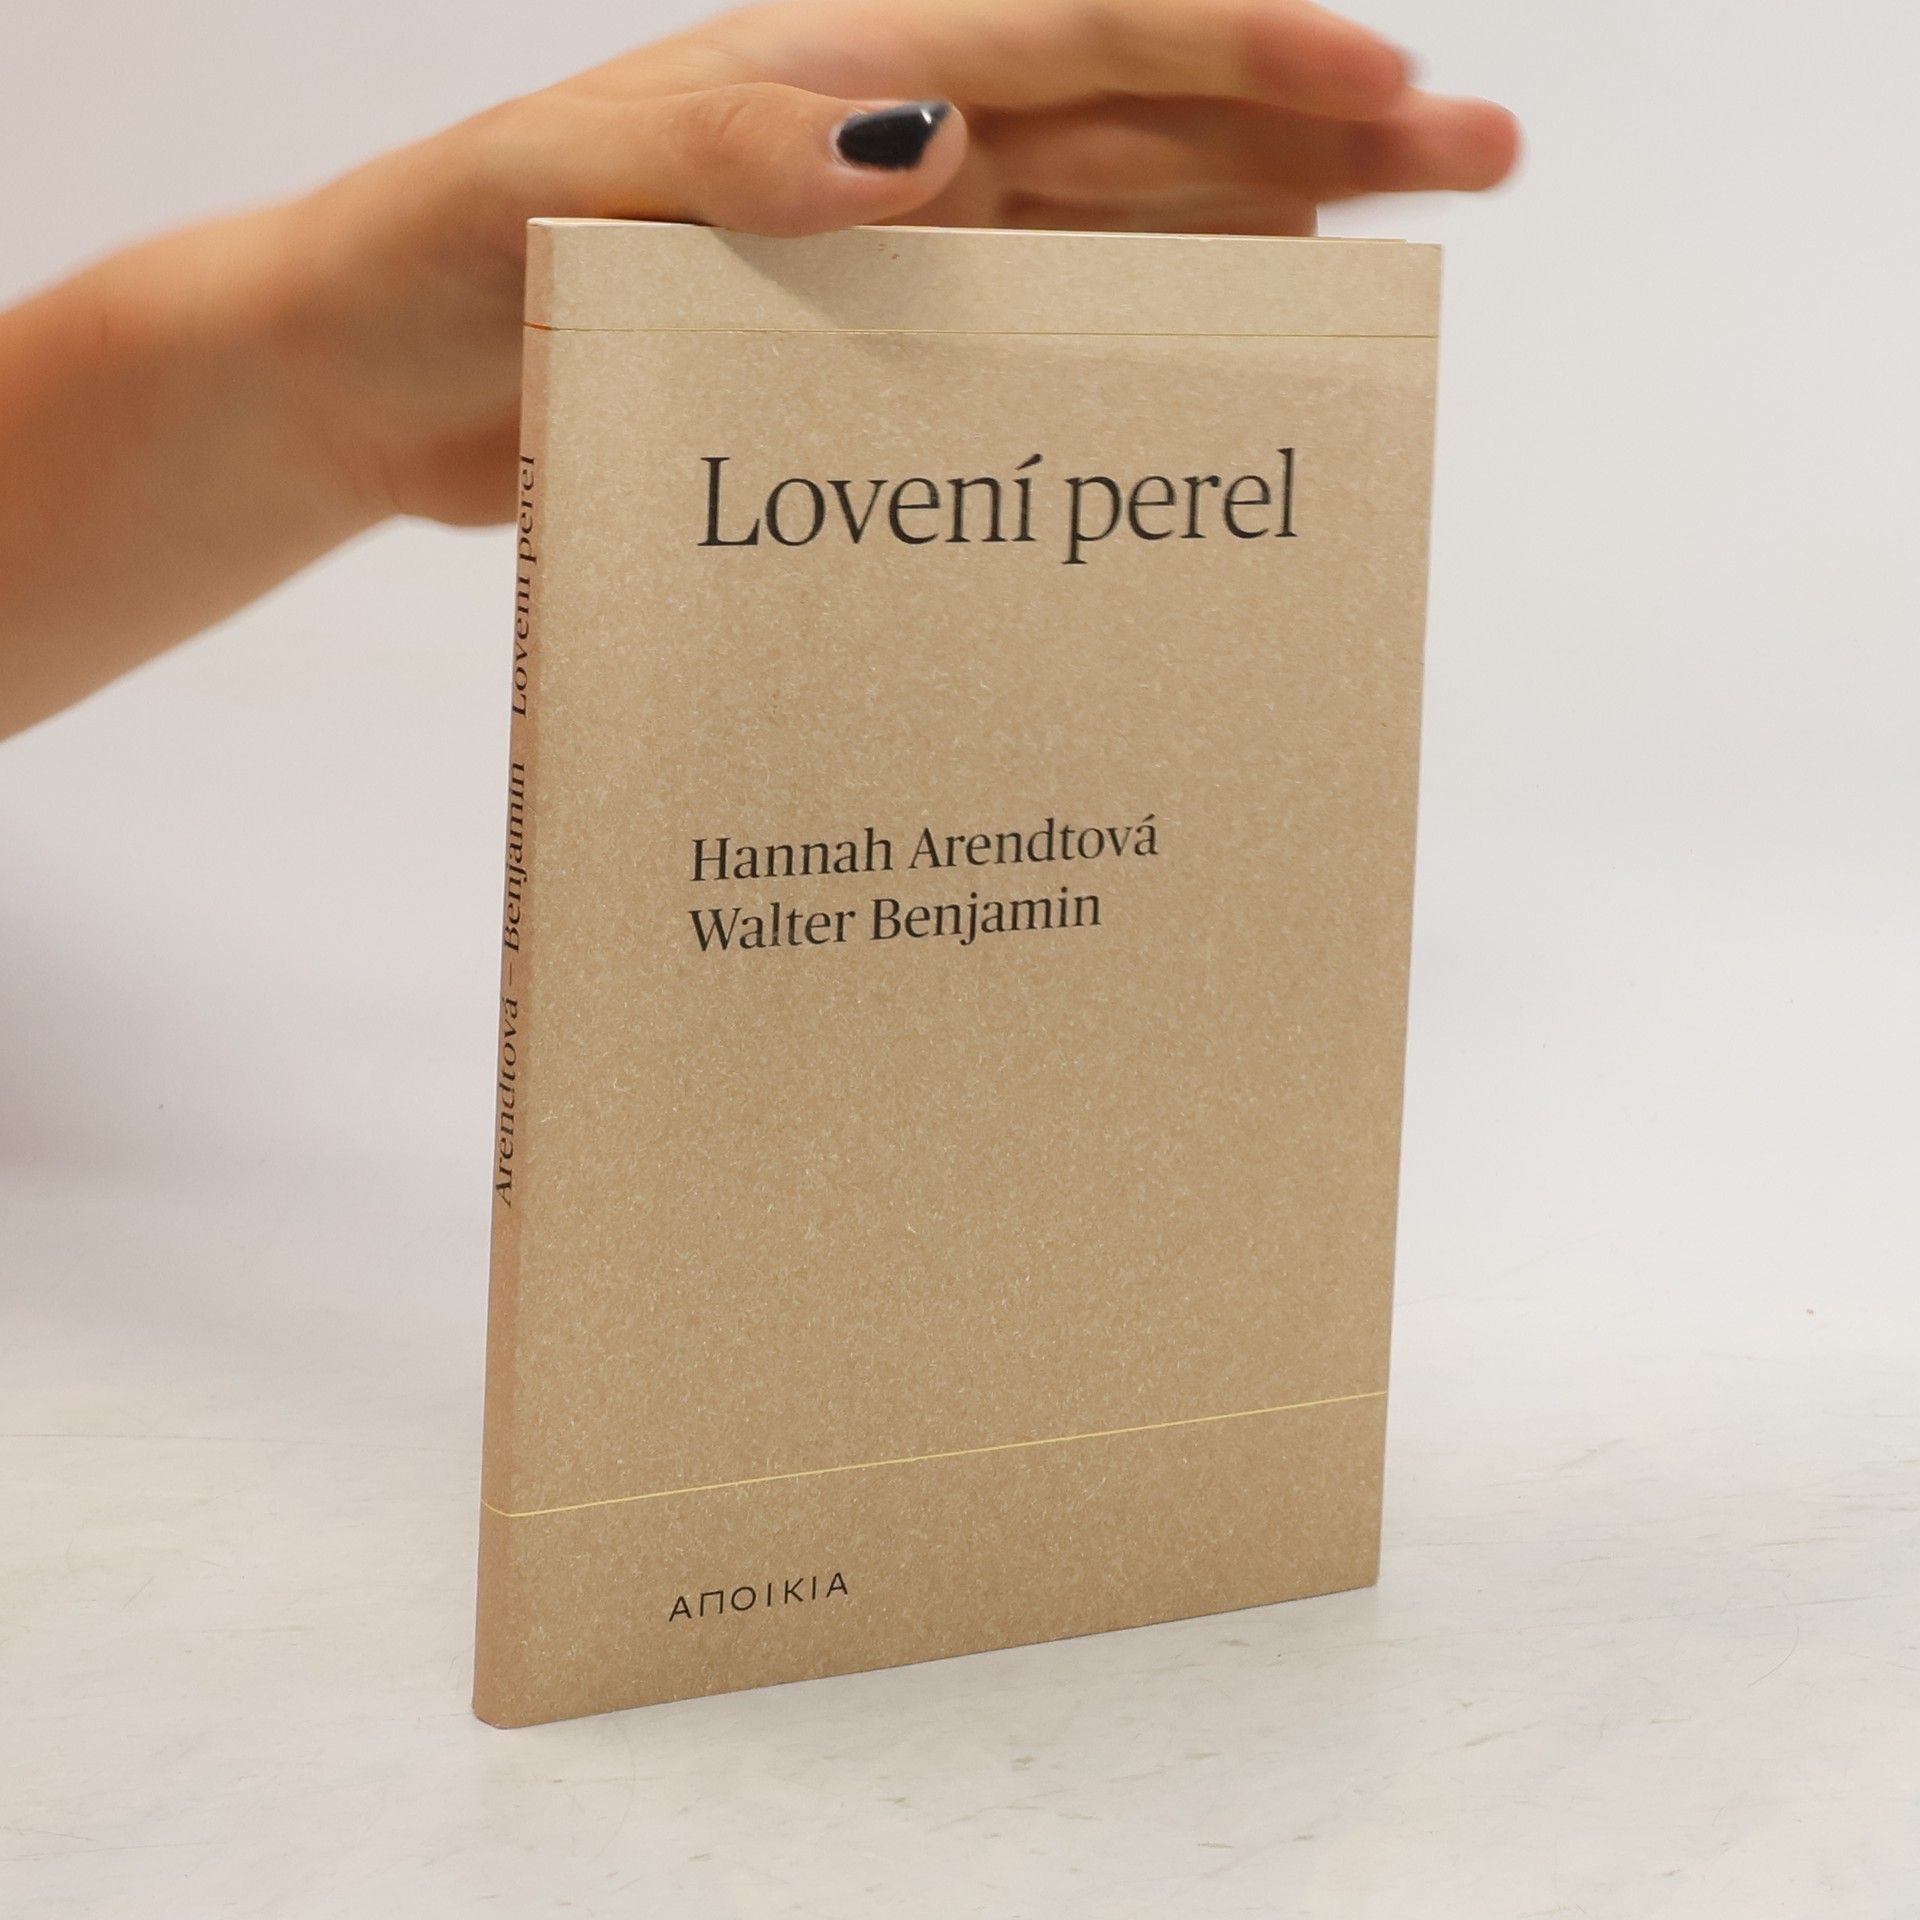 Lovení perel
Hannah Arendtová
Walter Benjamin
ΑΠΟΙΚΙΑ
Arendtová – Benjamin Lovení perel